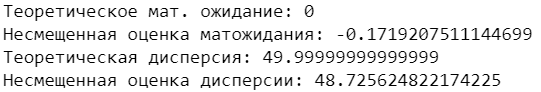 Теоретическое мат. ожидание: 0
Несмещенная оценка матожидания: -0.1719207511144699
Теоретическая дисперсия: 49.99999999999999
Несмещенная оценка дисперсии: 48.725624822174225